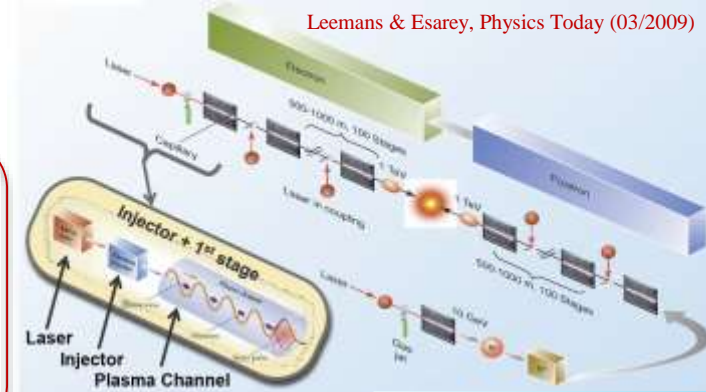 Leemans & Esarey, Physics Today (03/2009)
Electron
Laser
Capillary
500-1000 m, 100 Stages
1 TeV
Laser in coupling
Positron
1 TeV
500-1000 m, 100 Stages
Injector + 1st stage
Laser
Injector
Plasma Channel
Laser
Gas
jet
10 GeV